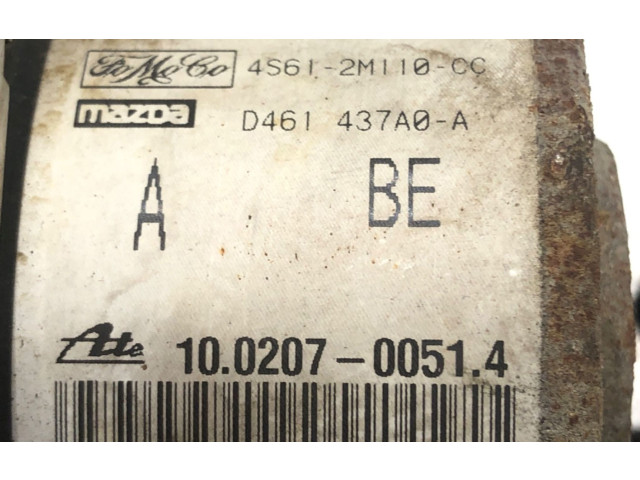 FoMoCo 4S61-2M110-CC
mazda D461 437A0-A
A BE
Ate 10.0207-0051.4